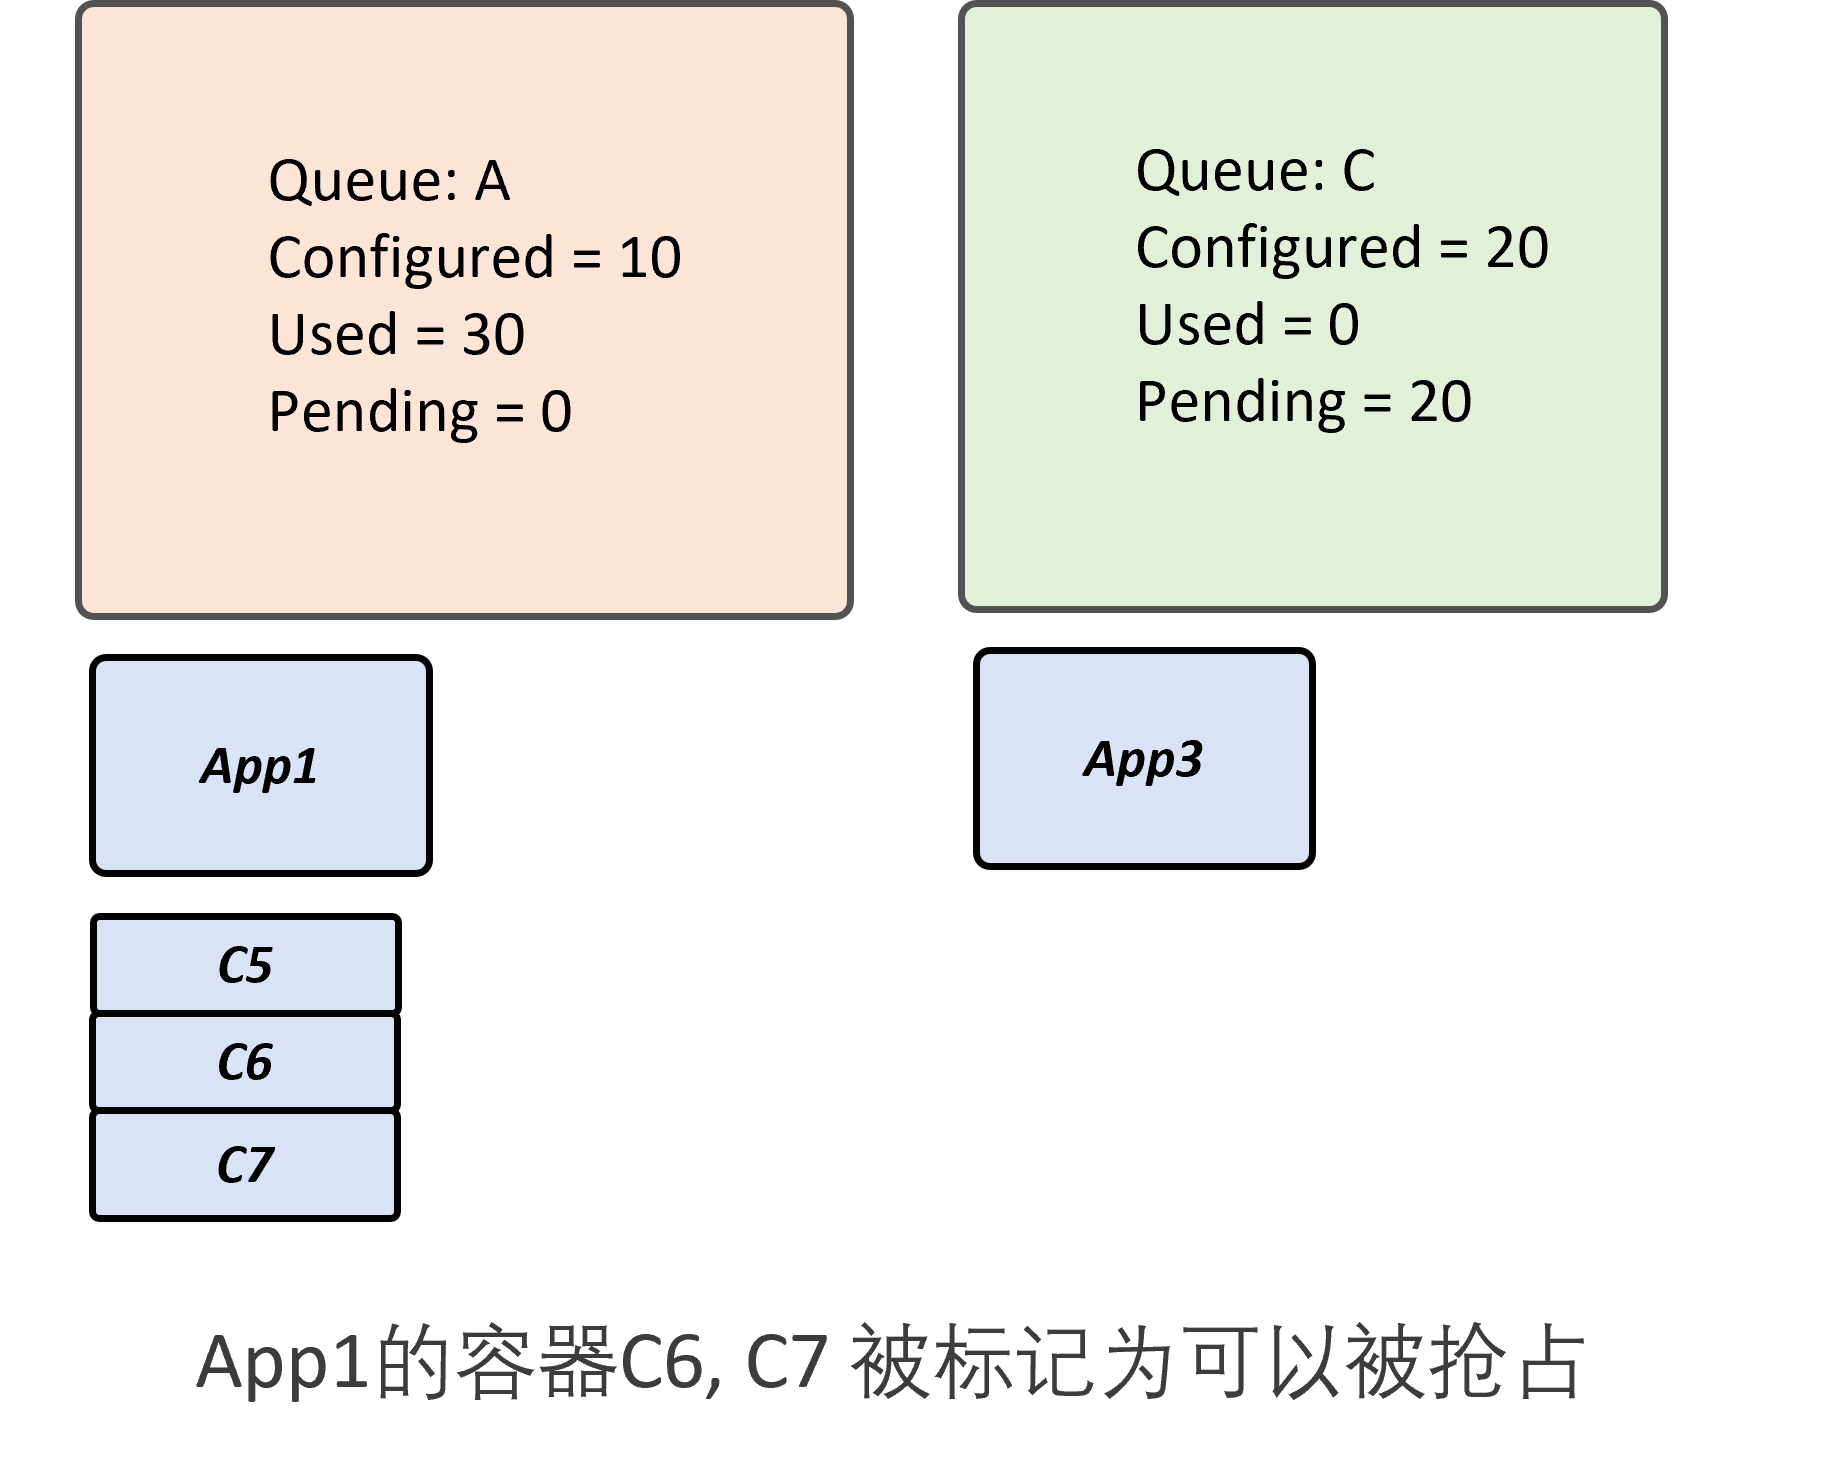 Queue: A
Configured = 10
Used = 30
Pending = 0
Queue: C
Configured = 20
Used = 0
Pending = 20
App1
App3
C5
C6
C7
App1的容器C6, C7 被标记为可以被抢占